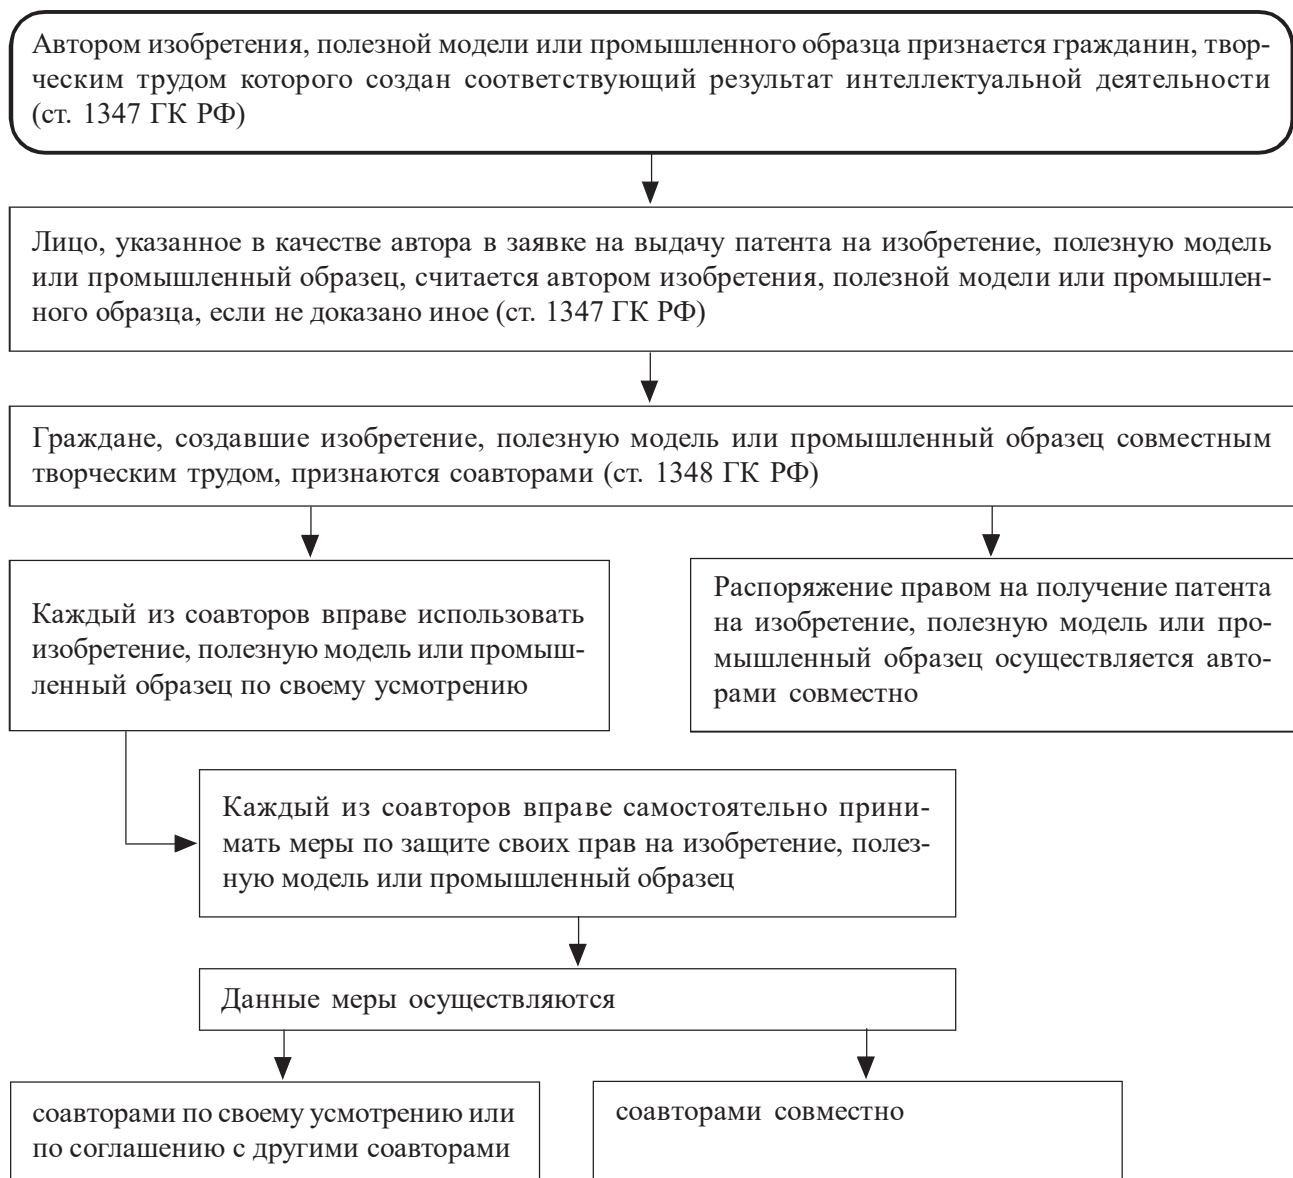 Автором изобретения, полезной модели или промышленного образца признается гражданин, твор-
ческим трудом которого создан соответствующий результат интеллектуальной деятельности
(ст. 1347 ГК РФ)
Лицо, указанное в качестве автора в заявке на выдачу патента на изобретение, полезную модель
или промышленный образец, считается автором изобретения, полезной модели или промышлен-
ного образца, если не доказано иное (ст. 1347 ГК РФ)
Граждане, создавшие изобретение, полезную модель или промышленный образец совместным
творческим трудом, признаются соавторами (ст. 1348 ГК РФ)
Каждый из соавторов вправе использовать
изобретение, полезную модель или промыш-
ленный образец по своему усмотрению
Распоряжение правом на получение патента
на изобретение, полезную модель или про-
мышленный образец осуществляется авто-
рами совместно
Каждый из соавторов вправе самостоятельно прини-
мать меры по защите своих прав на изобретение, полез-
ную модель или промышленный образец
Данные меры осуществляются
соавторами по своему усмотрению или
по соглашению с другими соавторами
соавторами совместно